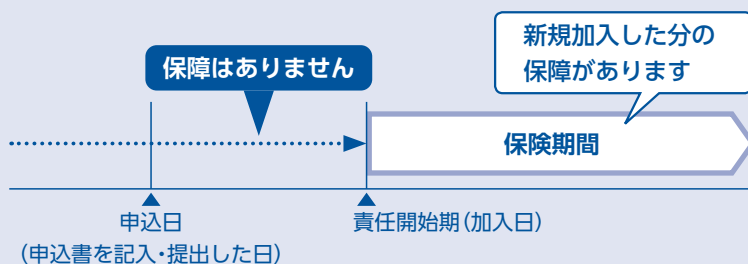 新規加入した分の
保障があります
保障はありません
保険期間
申込日
(申込書を記入・提出した日)
責任開始期(加入日)